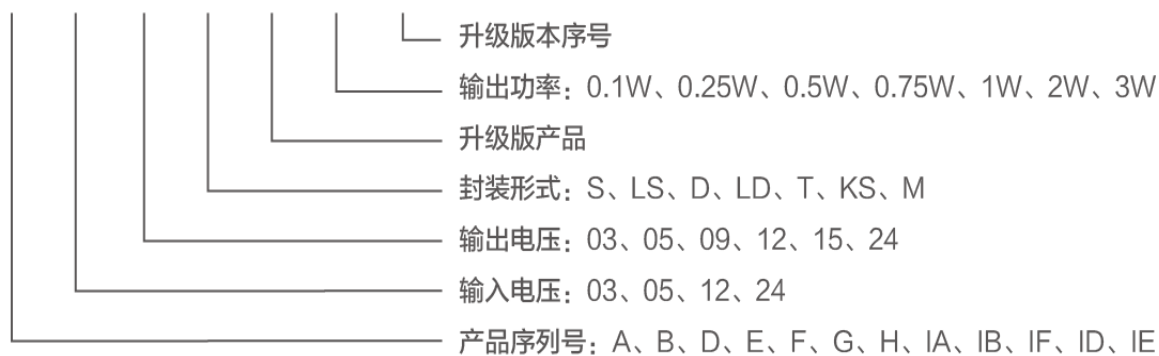 升级版本序号
输出功率：0.1W、0.25W、0.5W、0.75W、1W、2W、3W
升级版产品
封装形式：S、LS、D、LD、T、KS、M
输出电压：03、05、09、12、15、24
输入电压：03、05、12、24
产品序列号：A、B、D、E、F、G、H、IA、IB、IF、ID、IE